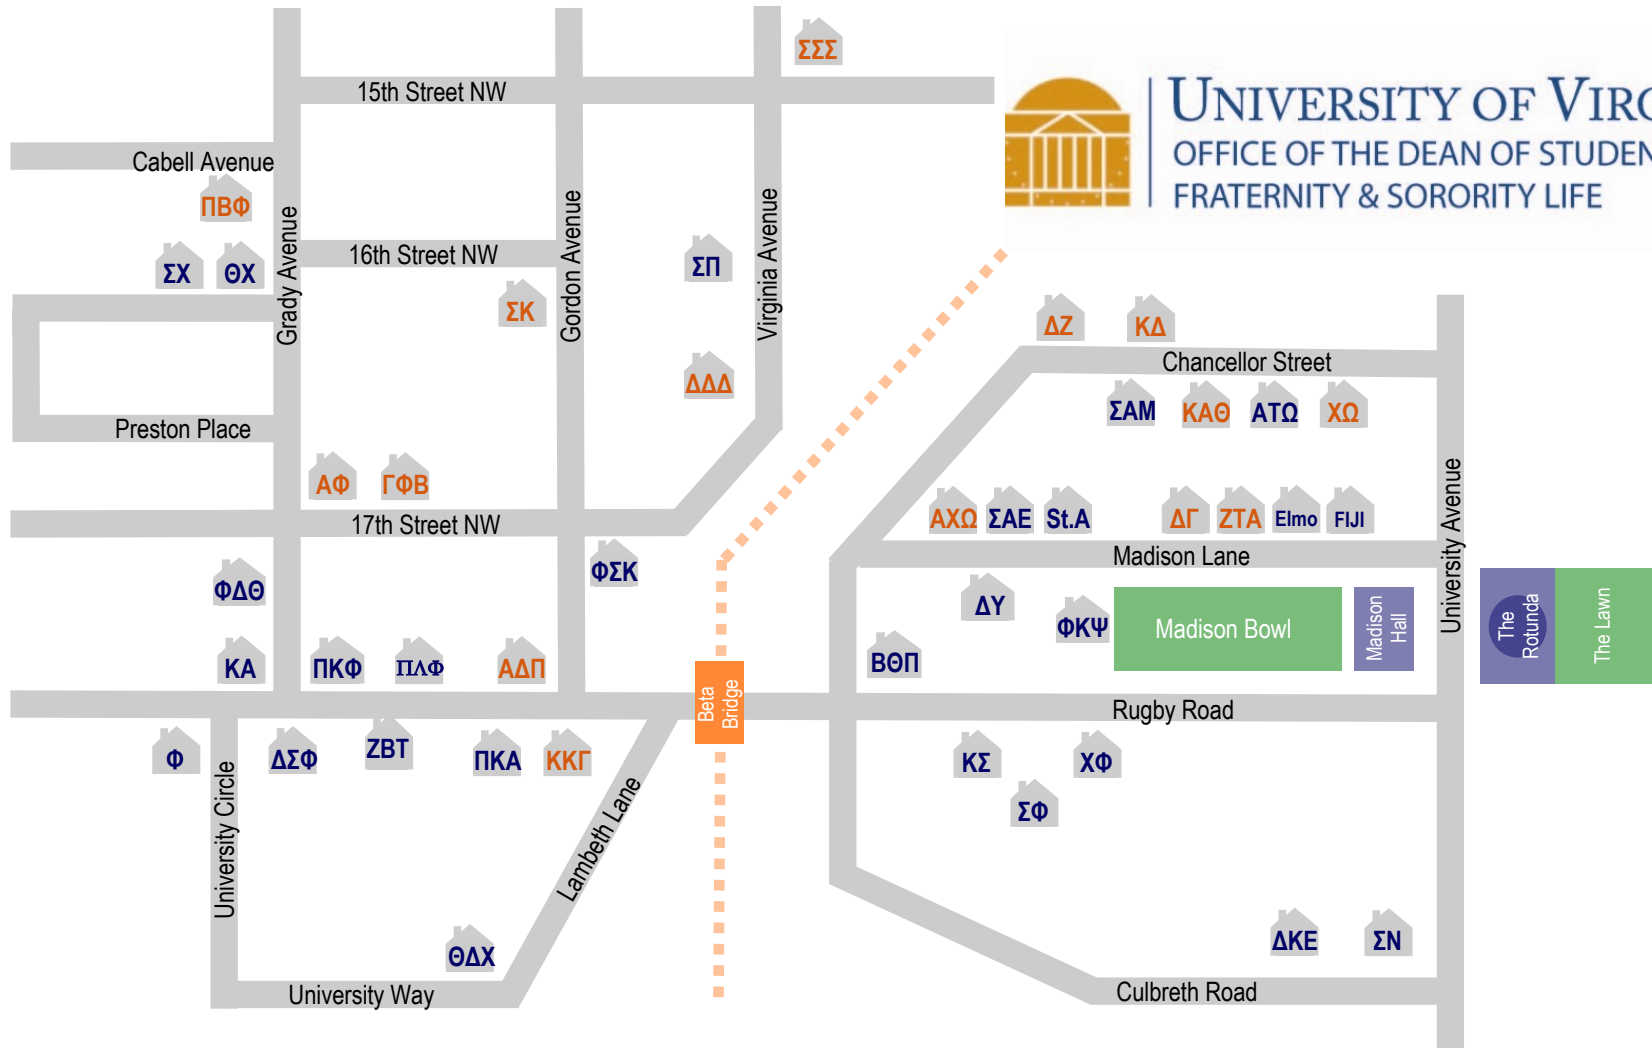 ΣΣΣ
UNIVERSITY OF VIRG
OFFICE OF THE DEAN OF STUDEN
FRATERNITY & SORORITY LIFE
15th Street NW
Cabell Avenue
ΠΒΦ
Grady Avenue
16th Street NW
Gordon Avenue
Virginia Avenue
ΣΧ
ΘΧ
ΣΠ
ΣΚ
ΔΔΔ
ΔΖ
ΚΔ
Chancellor Street
ΣΑΜ
ΚΑΘ
ΑΤΩ
ΧΩ
Preston Place
ΑΦ
ΓΦΒ
17th Street NW
ΑΧΩ
ΣΑΕ
St.A
ΔΓ
ΖΤΑ
Elmo
FIJI
University Avenue
Madison Lane
ΦΔΘ
ΦΣΚ
ΔΥ
ΦΚΨ
Madison Bowl
Madison
Hall
The
Rotunda
The Lawn
ΚΑ
ΠΚΦ
ΠΛΦ
ΑΔΠ
ΒΘΠ
Beta
Bridge
Rugby Road
Φ
ΔΣΦ
ΖΒΤ
ΠΚΑ
ΚΚΓ
ΚΣ
ΧΦ
ΣΦ
University Circle
Lambeth Lane
ΘΔΧ
ΔΚΕ
ΣΝ
University Way
Culbreth Road